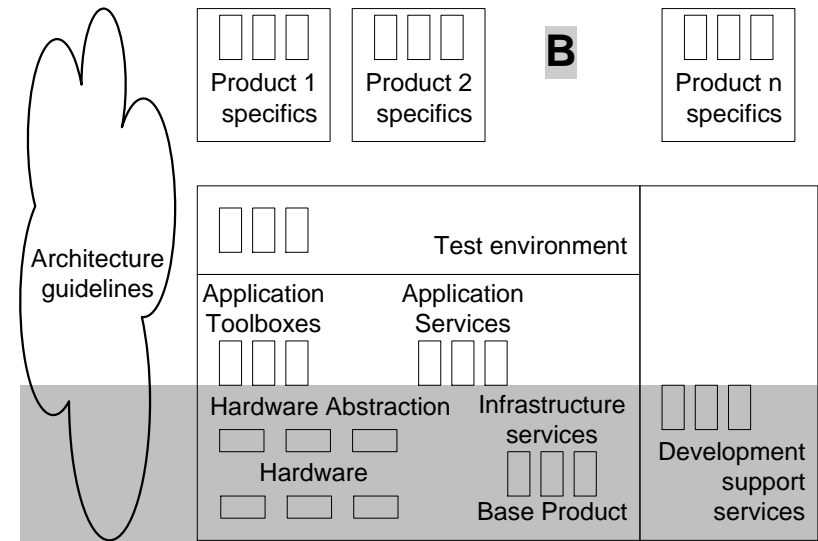 Product 1
specifics
Product 2
specifics
B
Product n
specifics
Architecture
guidelines
Test environment
Application
Toolboxes
Application
Services
Hardware Abstraction
Hardware
Infrastructure
services
Base Product
Development
support
services